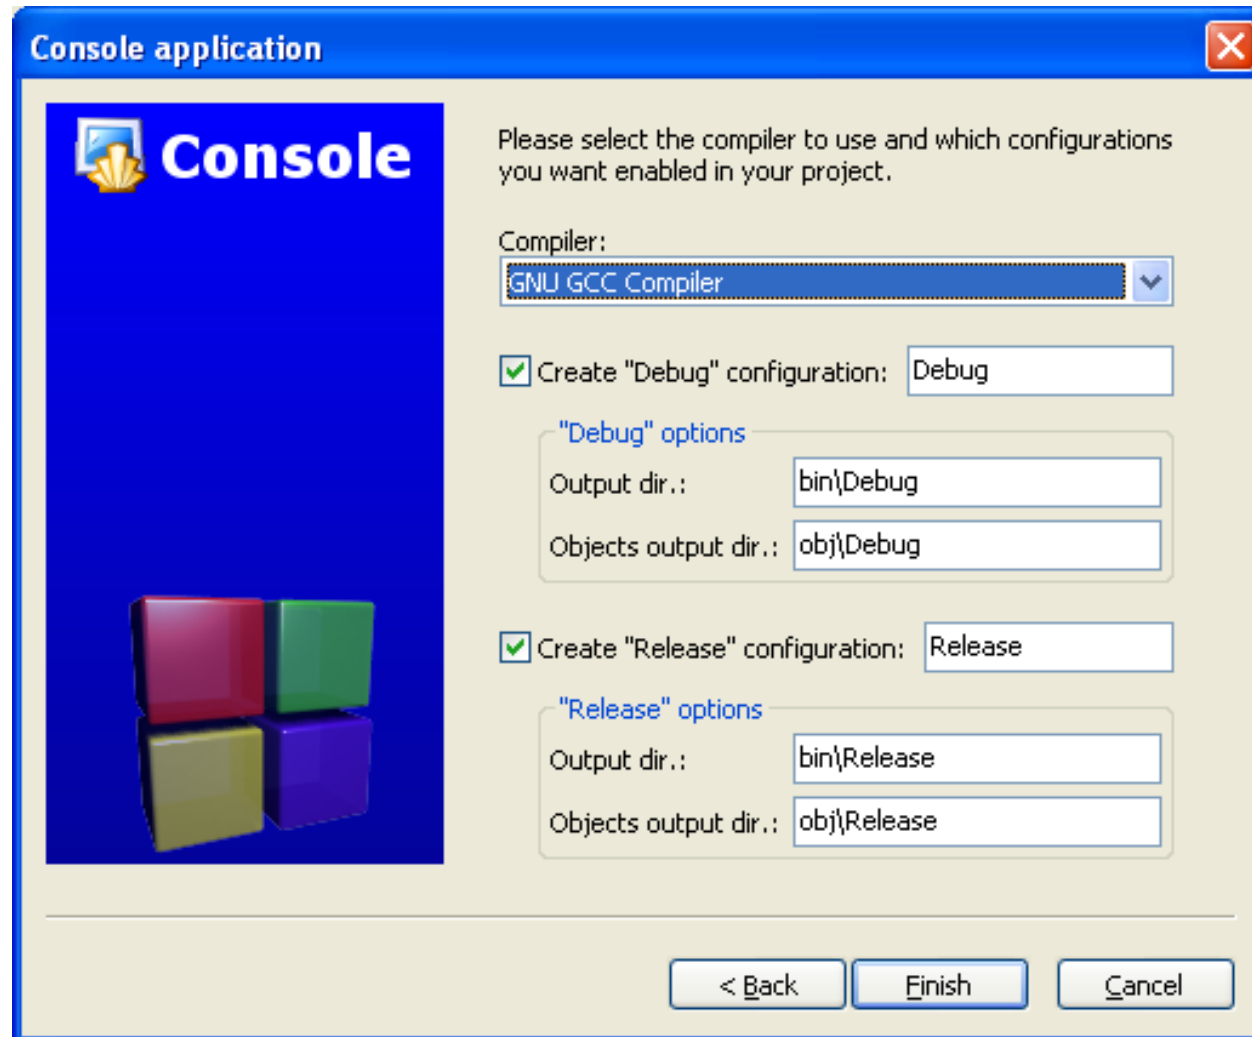 Console application
Console
Please select the compiler to use and which configurations
you want enabled in your project.
Compiler:
GNU GCC Compiler
Create "Debug" configuration: Debug
"Debug" options
Output dir.: bin\Debug
Objects output dir.: obj\Debug
Create "Release" configuration: Release
"Release" options
Output dir.: bin\Release
Objects output dir.: obj\Release
< Back Finish Cancel